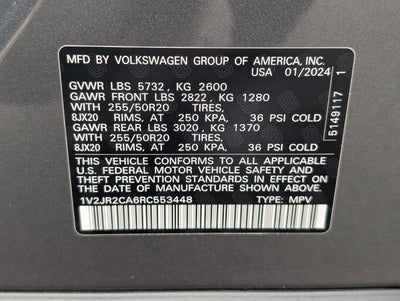 MFD BY VOLKSWAGEN GROUP OF AMERICA, INC.
USA 01/2024
GVWR LBS 5732, KG 2600
GAWR FRONT LBS 2822, KG 1280
WITH 255/50R20 TIRES,
8JX20 RIMS, AT 250 KPA, 36 PSI COLD
GAWR REAR LBS 3020, KG 1370
WITH 255/50R20 TIRES,
8JX20 RIMS, AT 250 KPA, 36 PSI COLD
THIS VEHICLE CONFORMS TO ALL APPLICABLE
U.S. FEDERAL MOTOR VEHICLE SAFETY
STANDARDS IN EFFECT ON THE DATE OF
MANUFACTURE SHOWN ABOVE.
1V2JR2CA6RC553448 TYPE: MPV
5149117 1